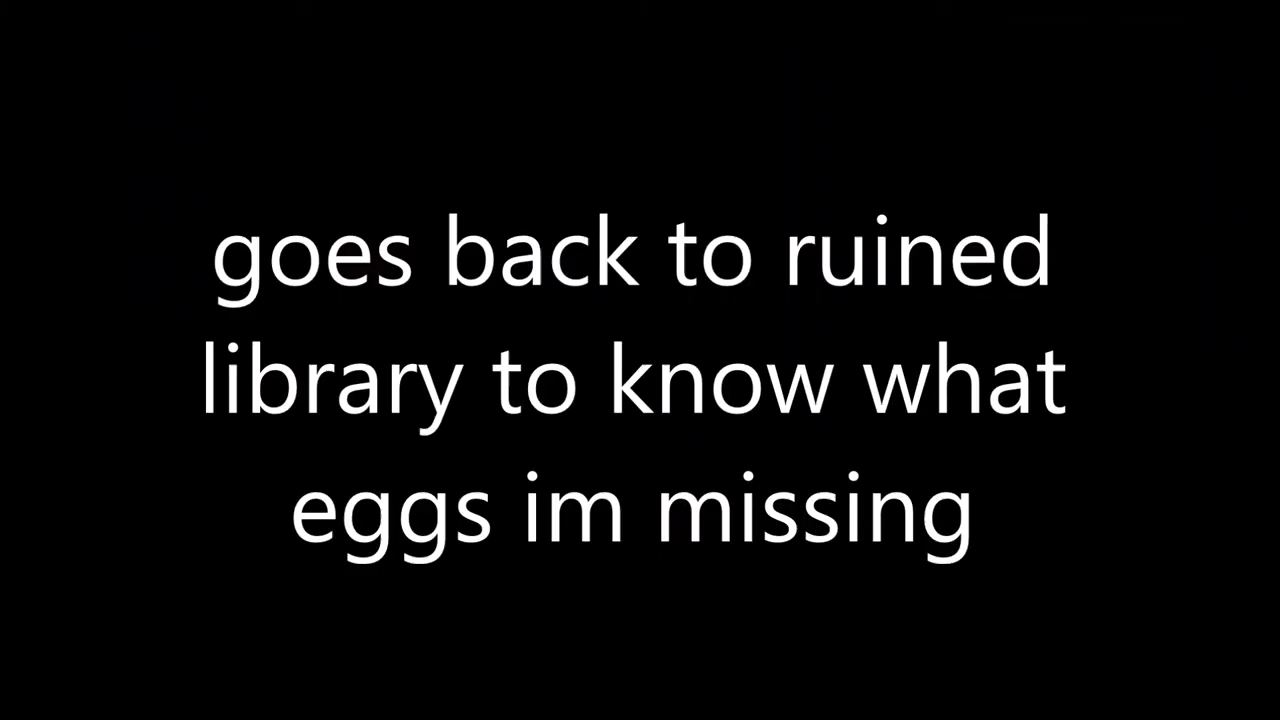 goes back to ruined
library to know what
eggs im missing